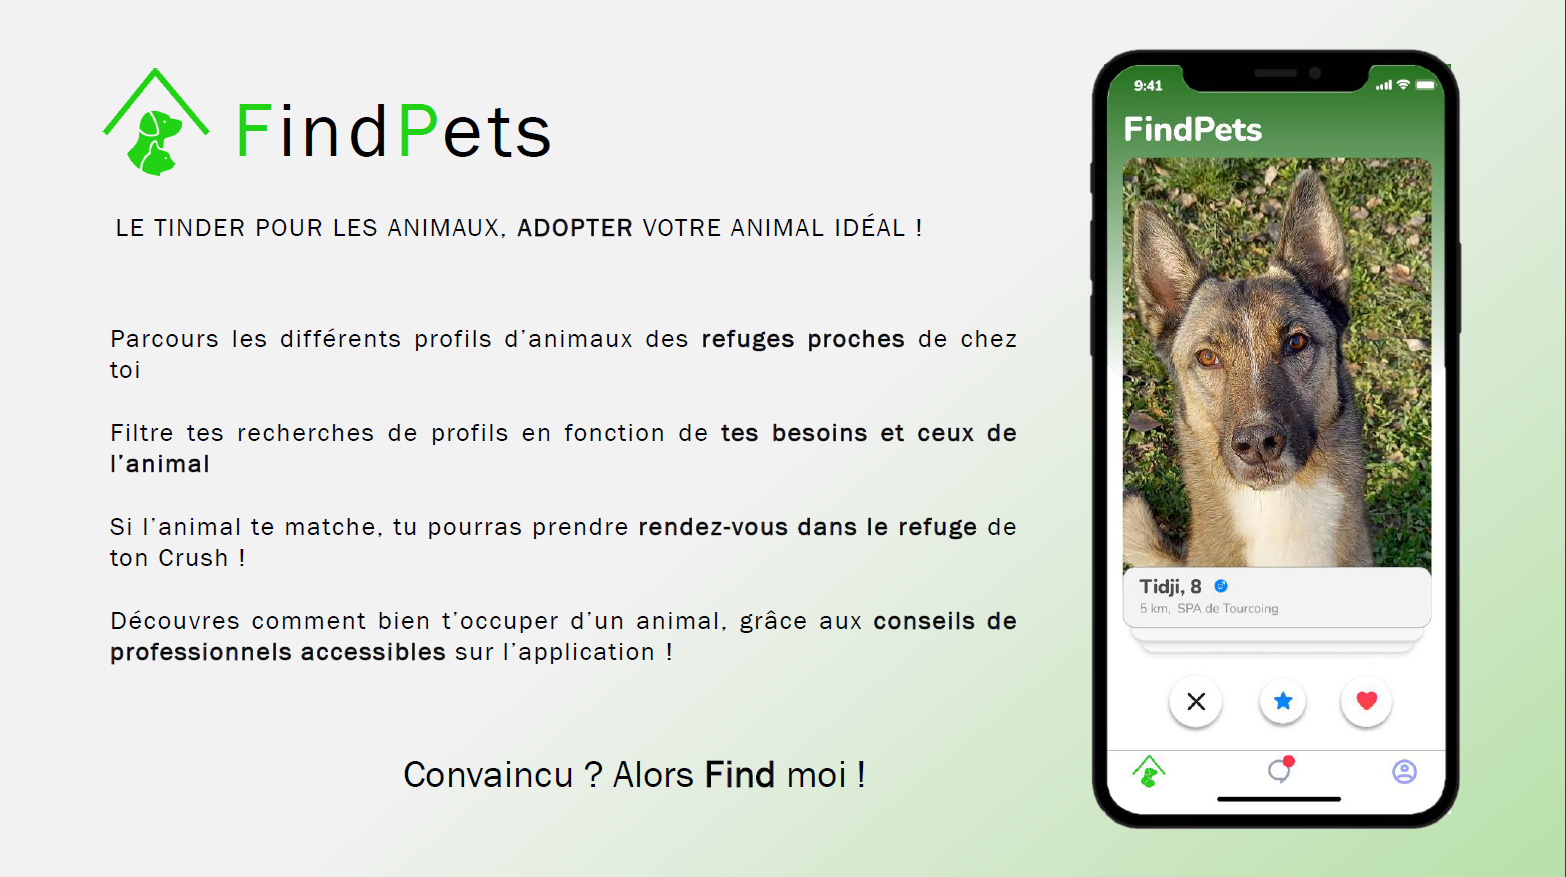 FindPets
LE TINDER POUR LES ANIMAUX, ADOPTER VOTRE ANIMAL IDÉAL !
Parcours les différents profils d’animaux des refuges proches de chez
toi
Filtre tes recherches de profils en fonction de tes besoins et ceux de
l’animal
Si l’animal te matche, tu pourras prendre rendez-vous dans le refuge de
ton Crush !
Découvres comment bien t’occuper d’un animal, grâce aux conseils de
professionnels accessibles sur l’application !
Convaincu ? Alors Find moi !
9:41
FindPets
Tidji, 8
5 km, SPA de Tourcoing